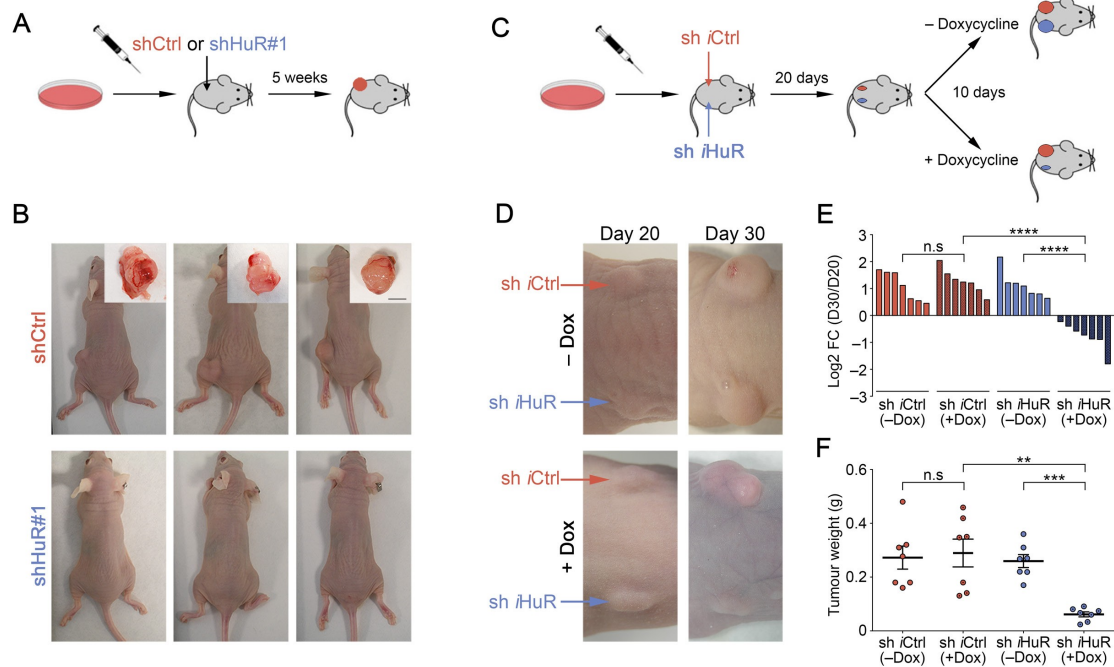 A
shCtrl or shHuR#1
5 weeks
C
sh iCtrl
sh iHuR
20 days
– Doxycycline
10 days
+ Doxycycline
B
shCtrl
shHuR#1
D
Day 20
Day 30
sh iCtrl
– Dox
sh iHuR
sh iCtrl
+ Dox
sh iHuR
E
Log2 FC (D30/D20)
3
2
1
0
–1
–2
–3
n.s
****
****
sh iCtrl
(–Dox)
sh iCtrl
(+Dox)
sh iHuR
(–Dox)
sh iHuR
(+Dox)
F
Tumour weight (g)
0.6
0.4
0.2
0
n.s
**
***
sh iCtrl
(–Dox)
sh iCtrl
(+Dox)
sh iHuR
(–Dox)
sh iHuR
(+Dox)